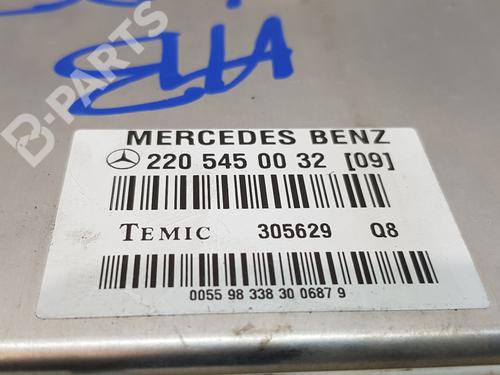 B-PARTS
MERCEDES BENZ
220 545 00 32 [09]
TEMIC 305629 Q8
0055 98 338 30 0687 9